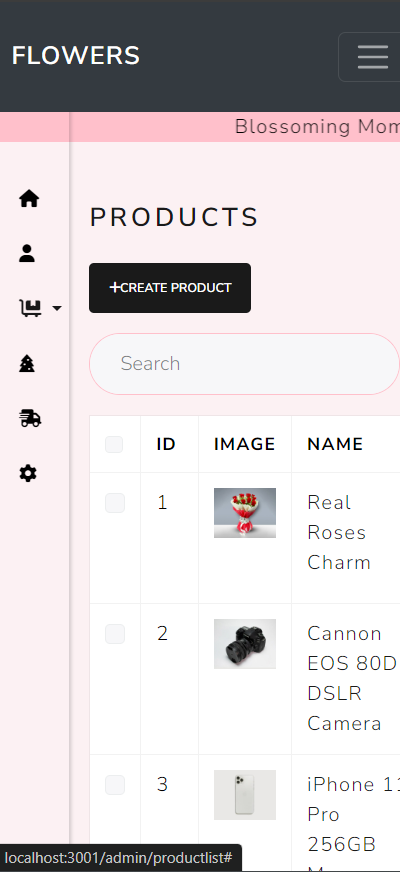 FLOWERS
Blossoming Mom
PRODUCTS
+CREATE PRODUCT
Search
ID IMAGE NAME
1 Real
Roses
Charm
2 Cannon
EOS 80D
DSLR
Camera
3 iPhone 11
Pro
256GB
localhost:3001/admin/productlist#